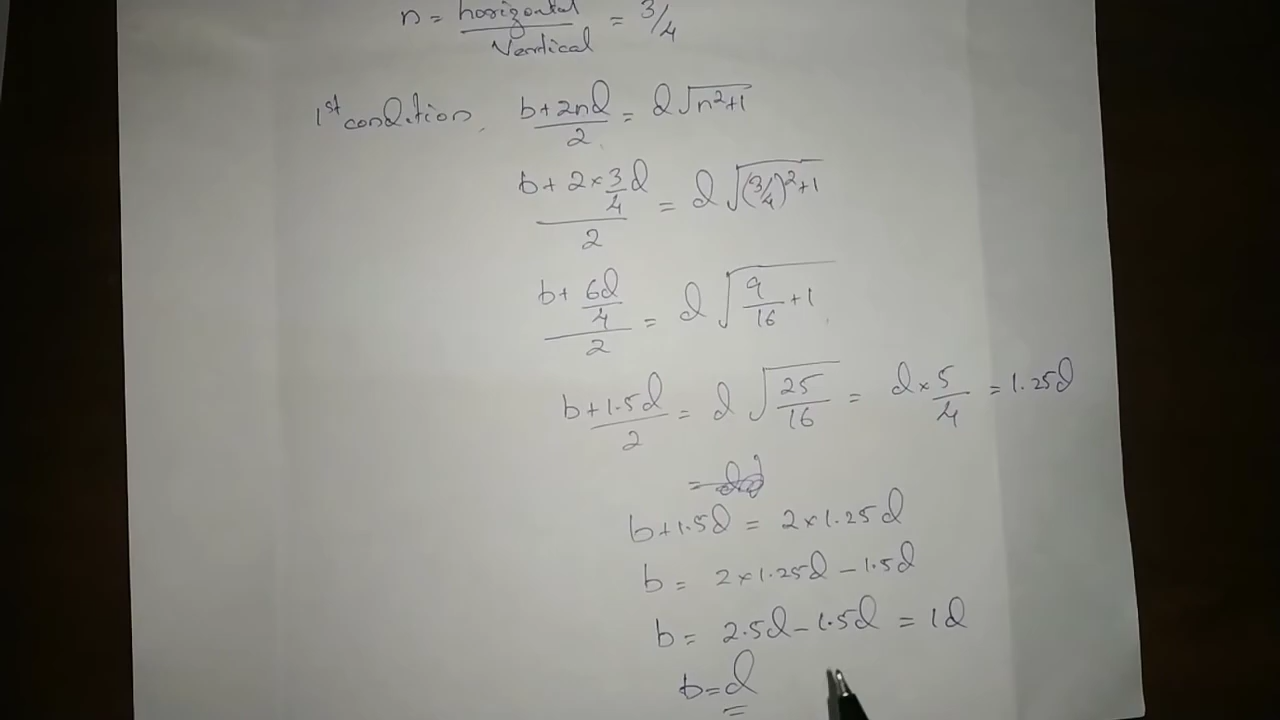 n = horizontal / Vertical = 3/4
1st condition, b+2nd / 2 = d √n²+1
b + 2 × 3/4 d / 2 = d √(3/4)²+1
b + 6d/4 / 2 = d √9/16 + 1
b+1.5d / 2 = d √25/16 = d × 5/4 = 1.25d
=
b+1.5d = 2×1.25d
b = 2×1.25d − 1.5d
b = 2.5d − 1.5d = 1d
b = d